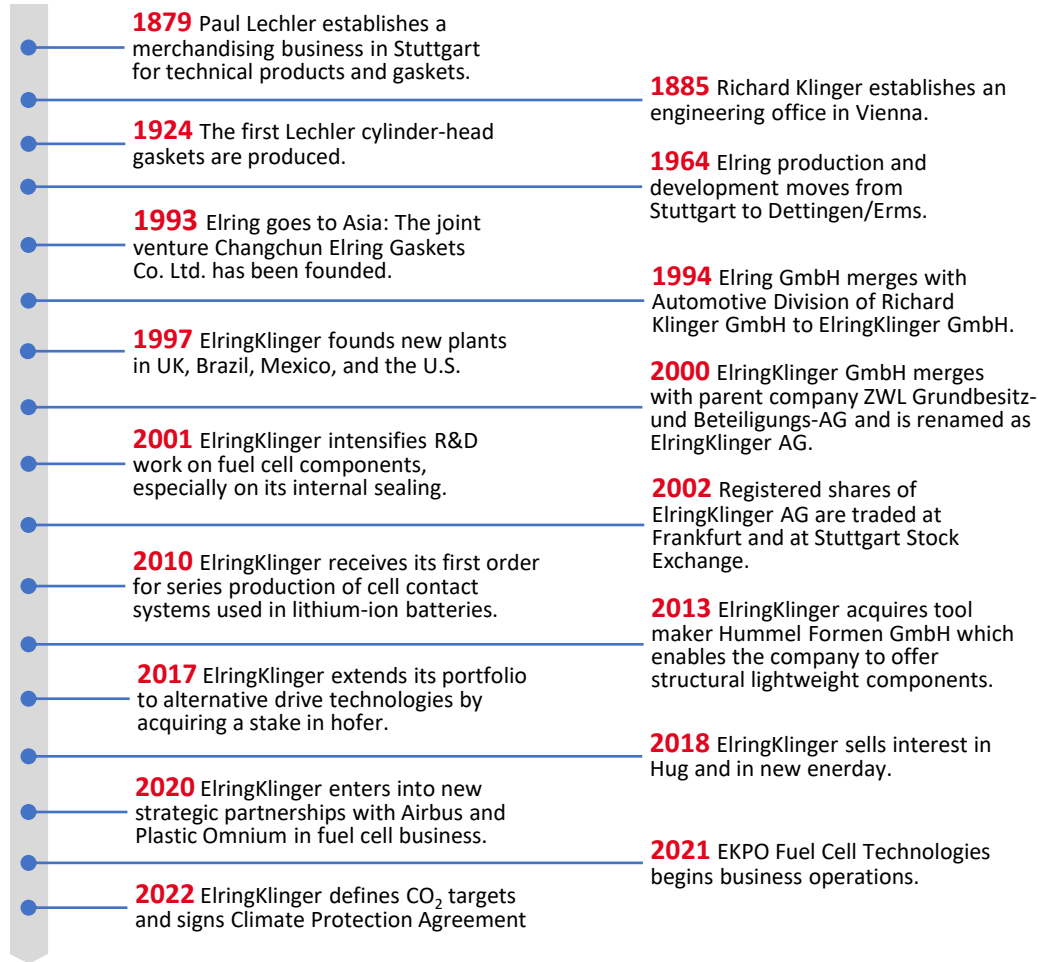 1879 Paul Lechler establishes a
merchandising business in Stuttgart
for technical products and gaskets.
1885 Richard Klinger establishes an
engineering office in Vienna.
1924 The first Lechler cylinder-head
gaskets are produced.
1964 Elring production and
development moves from
Stuttgart to Dettingen/Erms.
1993 Elring goes to Asia: The joint
venture Changchun Elring Gaskets
Co. Ltd. has been founded.
1994 Elring GmbH merges with
Automotive Division of Richard
Klinger GmbH to ElringKlinger GmbH.
1997 ElringKlinger founds new plants
in UK, Brazil, Mexico, and the U.S.
2000 ElringKlinger GmbH merges
with parent company ZWL Grundbesitz-
und Beteiligungs-AG and is renamed as
ElringKlinger AG.
2001 ElringKlinger intensifies R&D
work on fuel cell components,
especially on its internal sealing.
2002 Registered shares of
ElringKlinger AG are traded at
Frankfurt and at Stuttgart Stock
Exchange.
2010 ElringKlinger receives its first order
for series production of cell contact
systems used in lithium-ion batteries.
2013 ElringKlinger acquires tool
maker Hummel Formen GmbH which
enables the company to offer
structural lightweight components.
2017 ElringKlinger extends its portfolio
to alternative drive technologies by
acquiring a stake in hofer.
2018 ElringKlinger sells interest in
Hug and in new enerday.
2020 ElringKlinger enters into new
strategic partnerships with Airbus and
Plastic Omnium in fuel cell business.
2021 EKPO Fuel Cell Technologies
begins business operations.
2022 ElringKlinger defines CO₂ targets
and signs Climate Protection Agreement